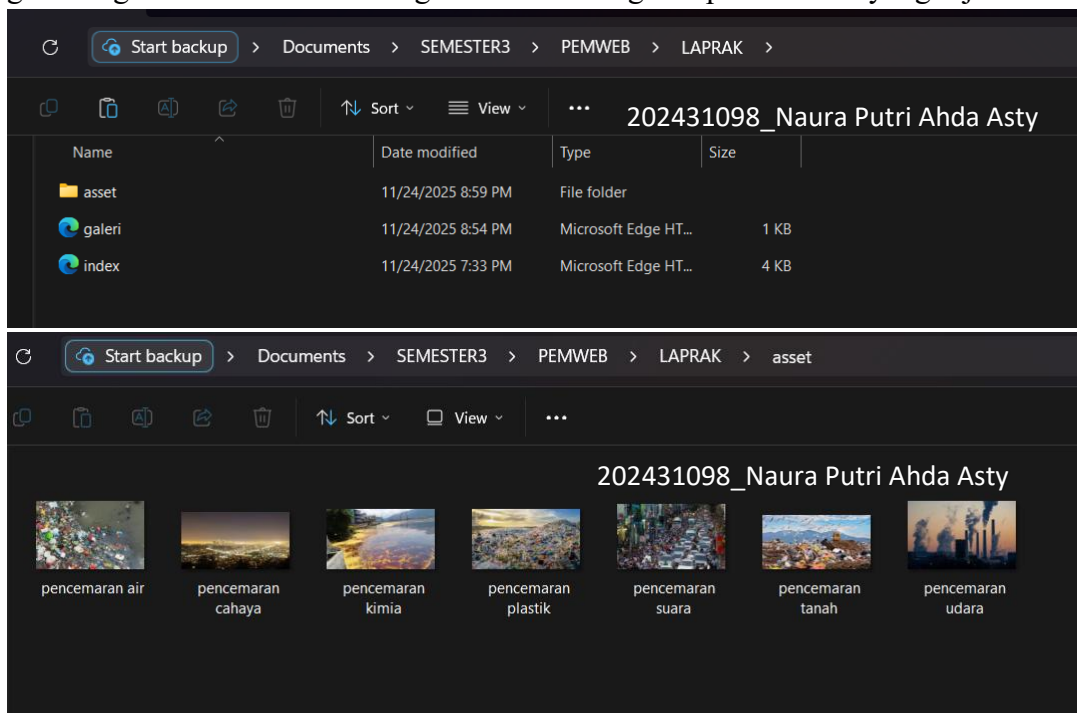 Start backup > Documents > SEMESTER3 > PEMWEB > LAPRAK >
Sort View ...
202431098_Naura Putri Ahda Asty
Name Date modified Type Size
asset 11/24/2025 8:59 PM File folder
galeri 11/24/2025 8:54 PM Microsoft Edge HT... 1 KB
index 11/24/2025 7:33 PM Microsoft Edge HT... 4 KB
Start backup > Documents > SEMESTER3 > PEMWEB > LAPRAK > asset
Sort View ...
202431098_Naura Putri Ahda Asty
pencemaran air
pencemaran cahaya
pencemaran kimia
pencemaran plastik
pencemaran suara
pencemaran tanah
pencemaran udara